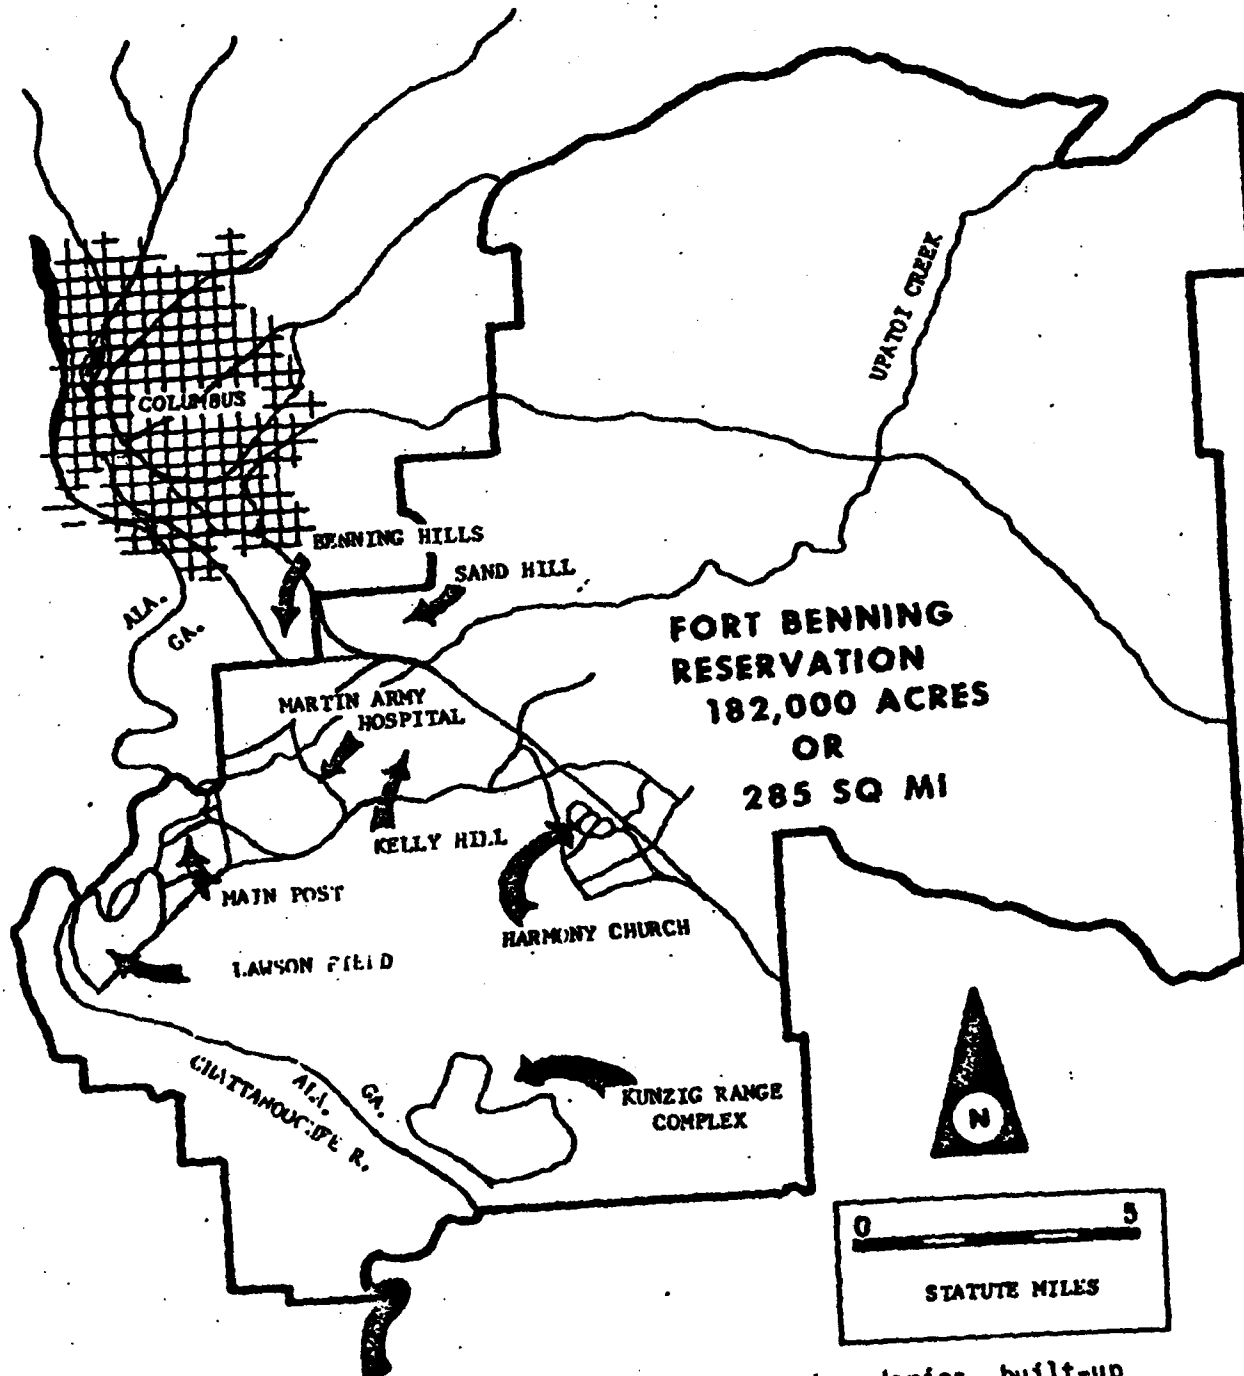 UPATOI CREEK
COLUMBUS
BENNING HILLS
SAND HILL
ALA.
GA.
FORT BENNING
RESERVATION
182,000 ACRES
OR
285 SQ MI
MARTIN ARMY
HOSPITAL
KELLY HILL
MAIN POST
HARMONY CHURCH
LAWSON FIELD
ALA.
GA.
KUNZIG RANGE
COMPLEX
N
0 5
STATUTE MILES
built-up